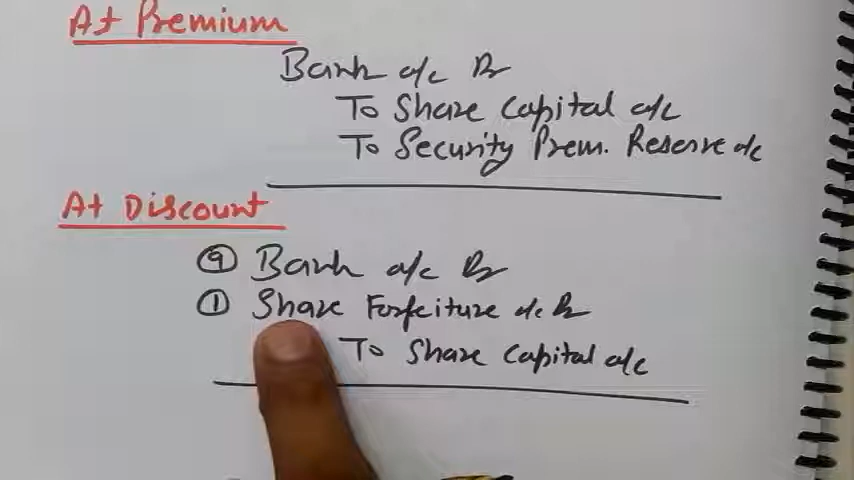 At Premium
Bank a/c Dr
To Share Capital a/c
To Security Prem. Reserve a/c
At Discount
⑨ Bank a/c Dr
① Share Forfeiture a/c Dr
To Share Capital a/c